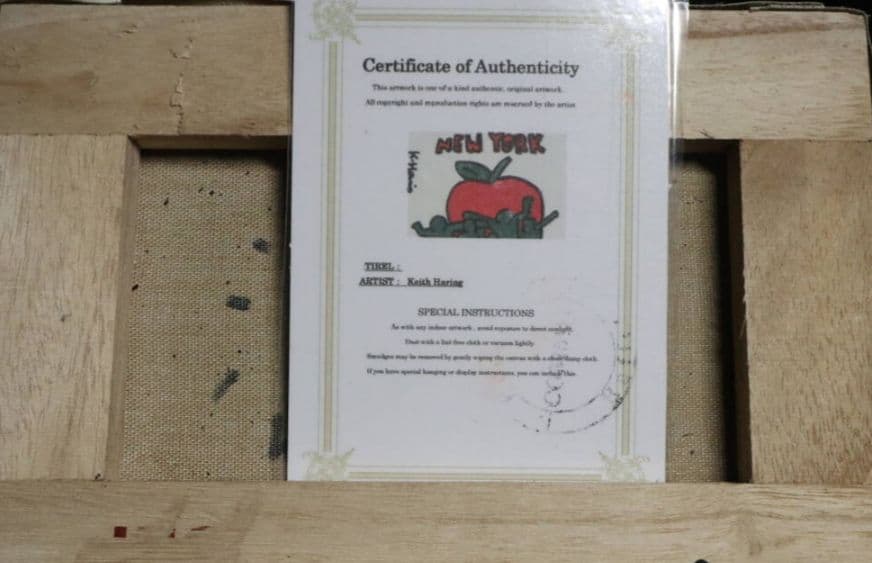 Certificate of Authenticity
This artwork is one of a kind authentic, original artwork.
All copyright and reproduction rights are reserved by the artist
NEW YORK
K.Haring
TIREL :
ARTIST : Keith Haring
SPECIAL INSTRUCTIONS
As with any indoor artwork , avoid exposure to direct sunlight.
Dust with a lint-free cloth or vacuum lightly.
Smudges may be removed by gently wiping the canvas with a clean damp cloth.
If you have special hanging or display instructions, you can include this